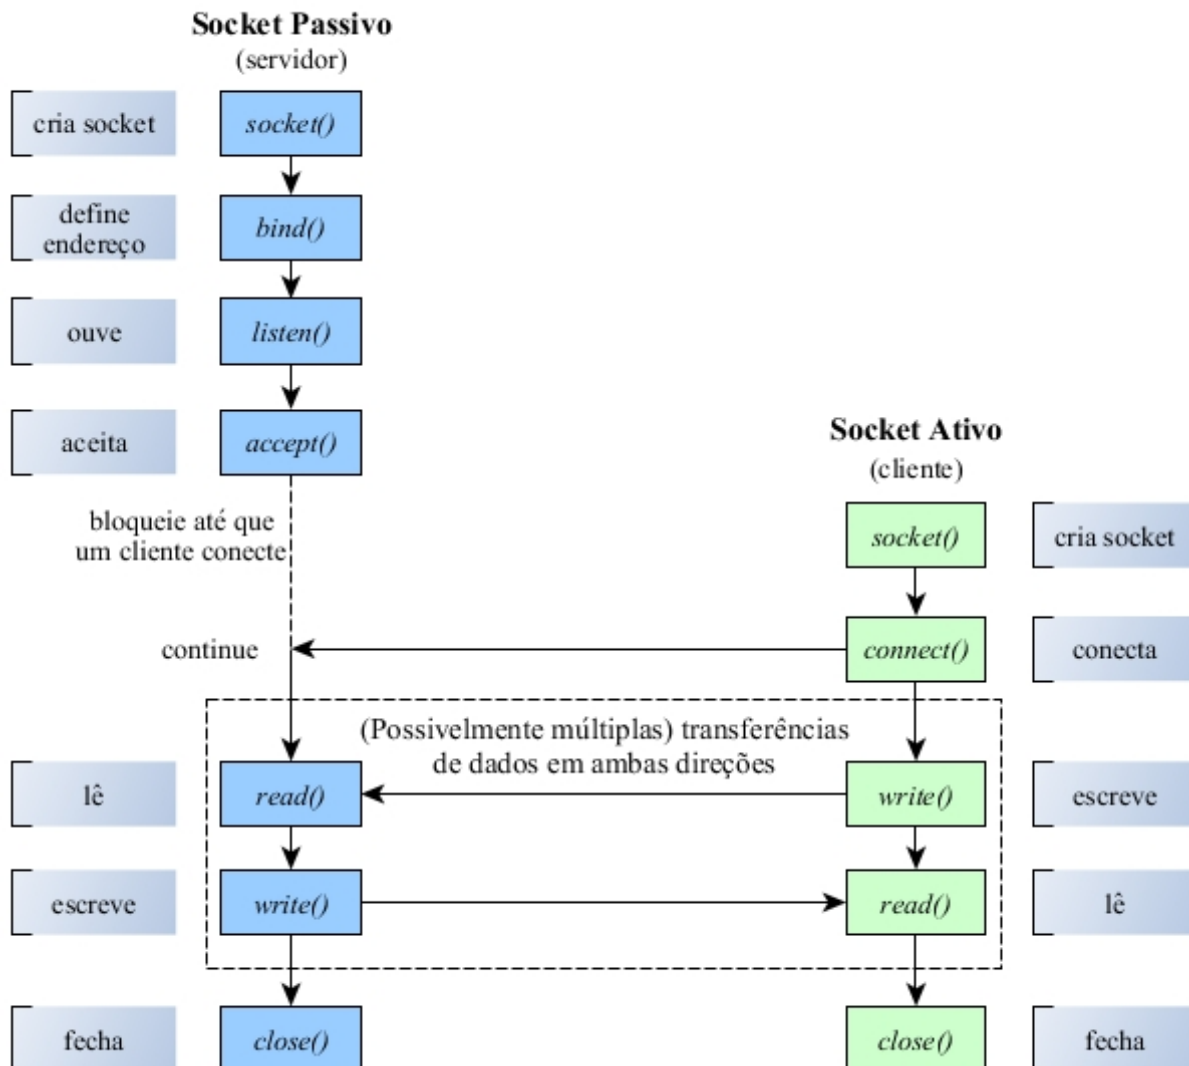 Socket Passivo
(servidor)
cria socket
socket()
define
endereço
bind()
ouve
listen()
aceita
accept()
Socket Ativo
(cliente)
bloqueie até que
um cliente conecte
socket()
cria socket
continue
connect()
conecta
(Possivelmente múltiplas) transferências
de dados em ambas direções
lê
read()
write()
escreve
escreve
write()
read()
lê
fecha
close()
close()
fecha